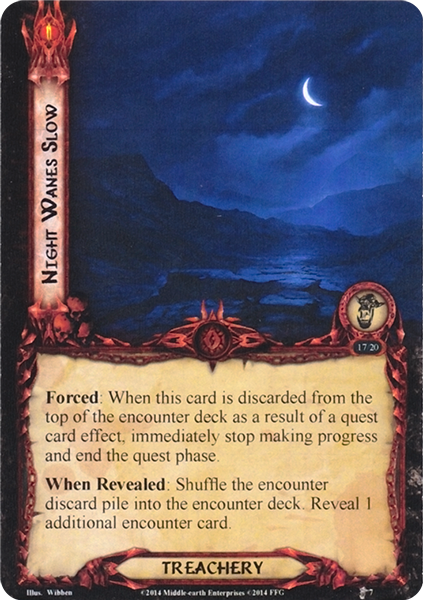 Night Wanes Slow
17/20
Forced: When this card is discarded from the
top of the encounter deck as a result of a quest
card effect, immediately stop making progress
and end the quest phase.
When Revealed: Shuffle the encounter
discard pile into the encounter deck. Reveal 1
additional encounter card.
TREACHERY
Illus. Wibben
©2014 Middle-earth Enterprises ©2014 FFG
7